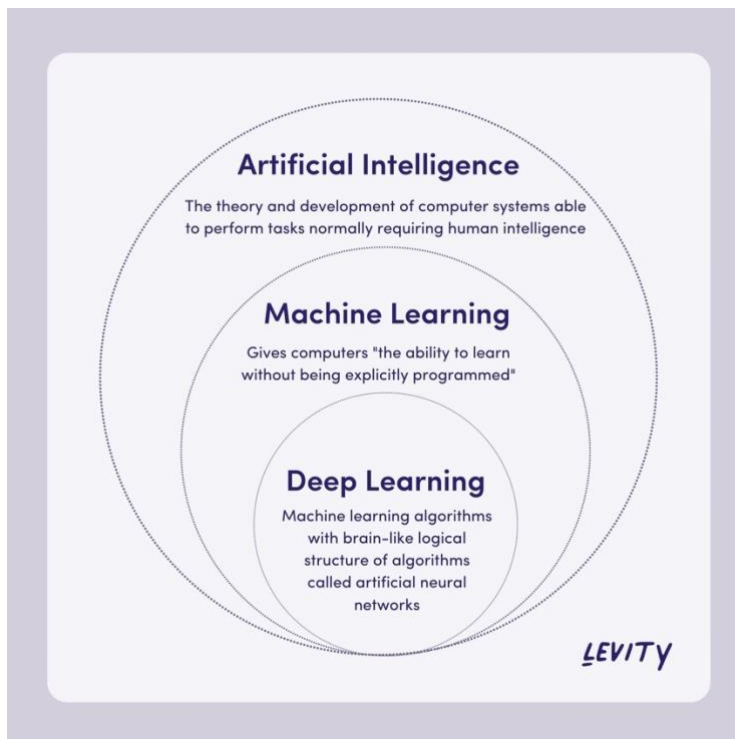 Artificial Intelligence
The theory and development of computer systems able
to perform tasks normally requiring human intelligence
Machine Learning
Gives computers "the ability to learn
without being explicitly programmed"
Deep Learning
Machine learning algorithms
with brain-like logical
structure of algorithms
called artificial neural
networks
LEVITY